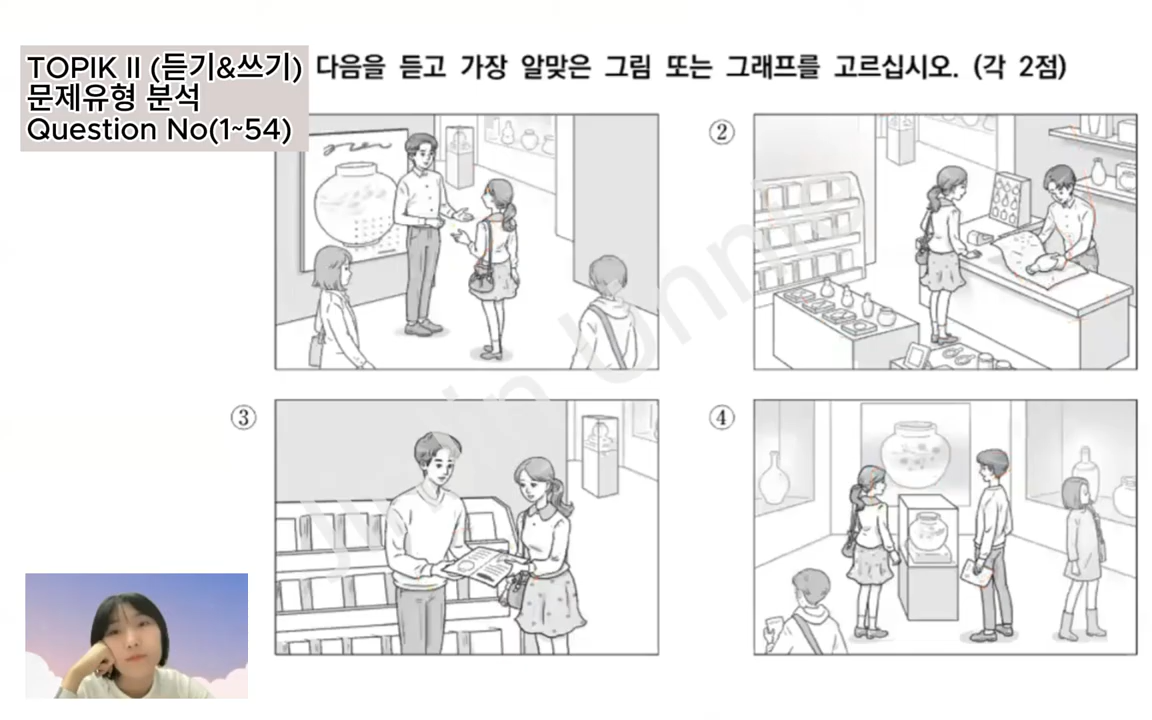 TOPIK II (듣기&쓰기)
문제유형 분석
Question No(1~54)
다음을 듣고 가장 알맞은 그림 또는 그래프를 고르십시오. (각 2점)
②
③
④